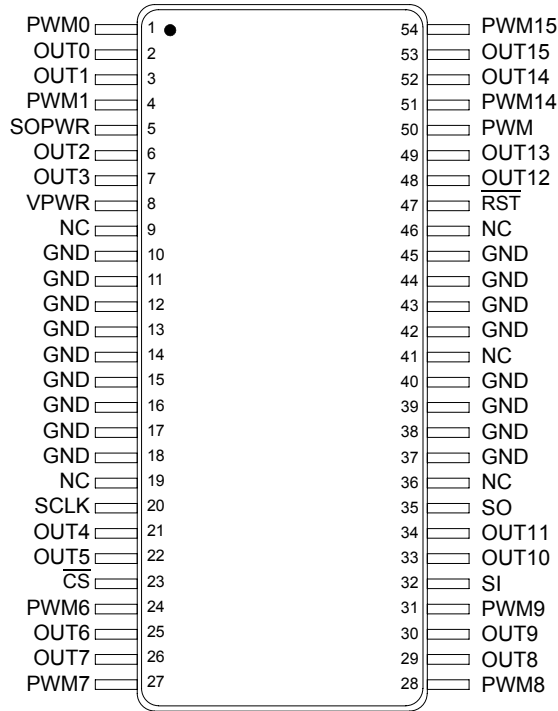 PWM0 1 54 PWM15
OUT0 2 53 OUT15
OUT1 3 52 OUT14
PWM1 4 51 PWM14
SOPWR 5 50 PWM
OUT2 6 49 OUT13
OUT3 7 48 OUT12
VPWR 8 47 RST
NC 9 46 NC
GND 10 45 GND
GND 11 44 GND
GND 12 43 GND
GND 13 42 GND
GND 14 41 NC
GND 15 40 GND
GND 16 39 GND
GND 17 38 GND
GND 18 37 GND
NC 19 36 NC
SCLK 20 35 SO
OUT4 21 34 OUT11
OUT5 22 33 OUT10
CS 23 32 SI
PWM6 24 31 PWM9
OUT6 25 30 OUT9
OUT7 26 29 OUT8
PWM7 27 28 PWM8